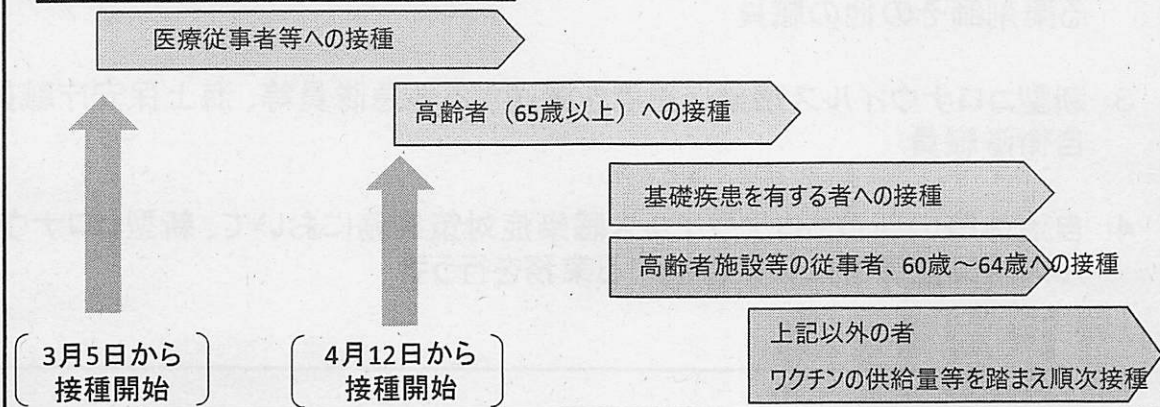 医療従事者等への接種
高齢者（65歳以上）への接種
基礎疾患を有する者への接種
高齢者施設等の従事者、60歳～64歳への接種
上記以外の者
ワクチンの供給量等を踏まえ順次接種
3月5日から
接種開始
4月12日から
接種開始